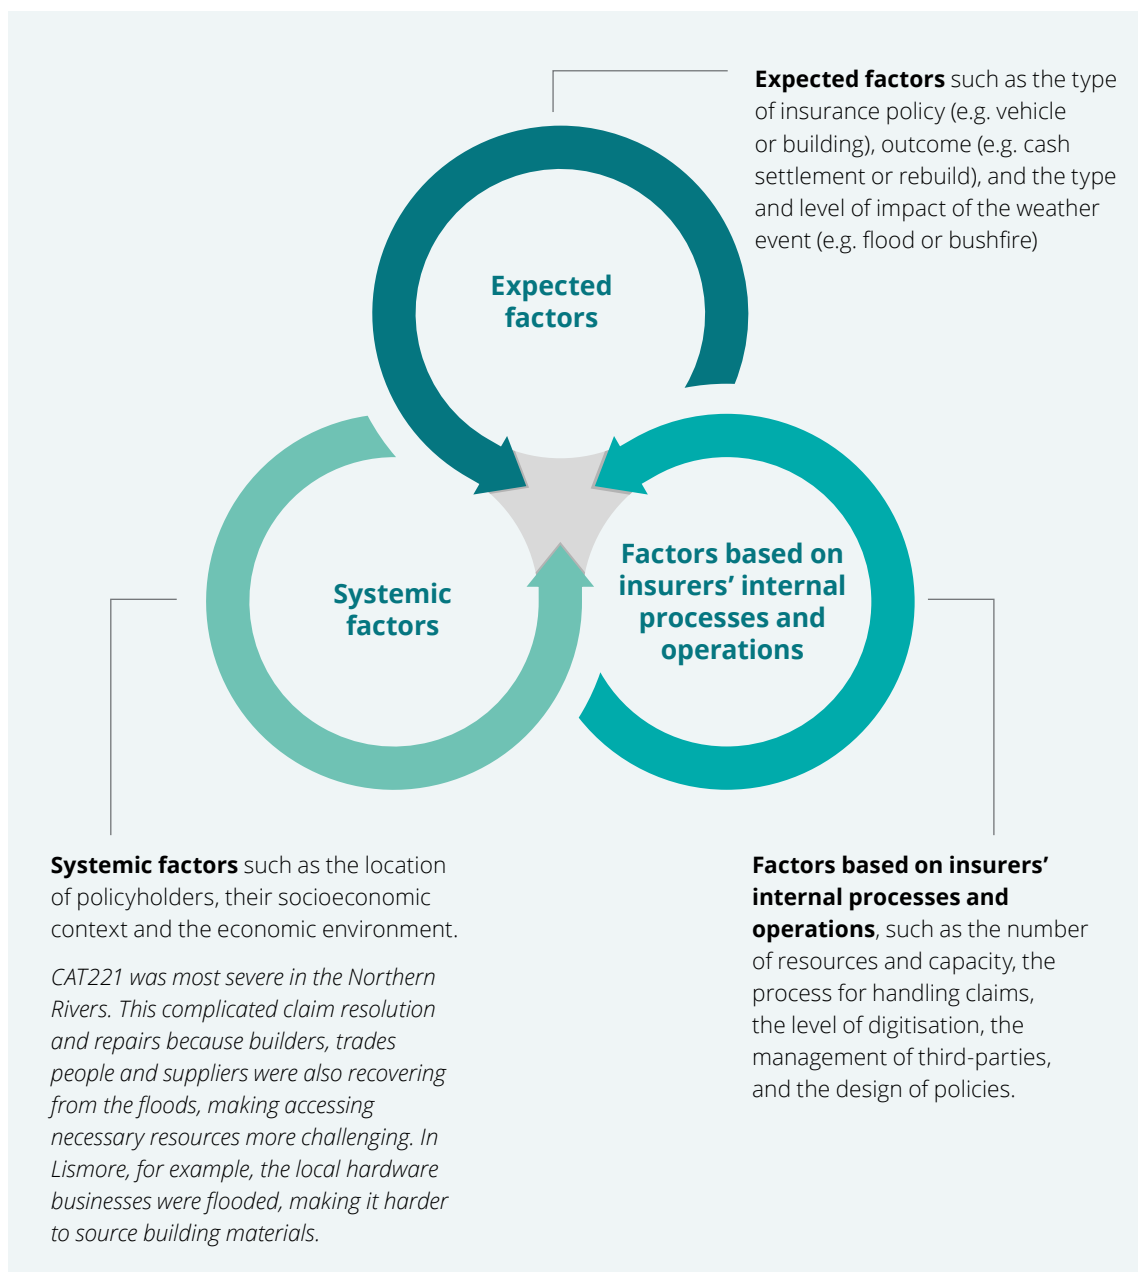 Expected factors such as the type
of insurance policy (e.g. vehicle
or building), outcome (e.g. cash
settlement or rebuild), and the type
and level of impact of the weather
event (e.g. flood or bushfire)
Expected
factors
Systemic
factors
Factors based on
insurers’ internal
processes and
operations
Systemic factors such as the location
of policyholders, their socioeconomic
context and the economic environment.
CAT221 was most severe in the Northern
Rivers. This complicated claim resolution
and repairs because builders, trades
people and suppliers were also recovering
from the floods, making accessing
necessary resources more challenging. In
Lismore, for example, the local hardware
businesses were flooded, making it harder
to source building materials.
Factors based on insurers’
internal processes and
operations, such as the number
of resources and capacity, the
process for handling claims,
the level of digitisation, the
management of third-parties,
and the design of policies.